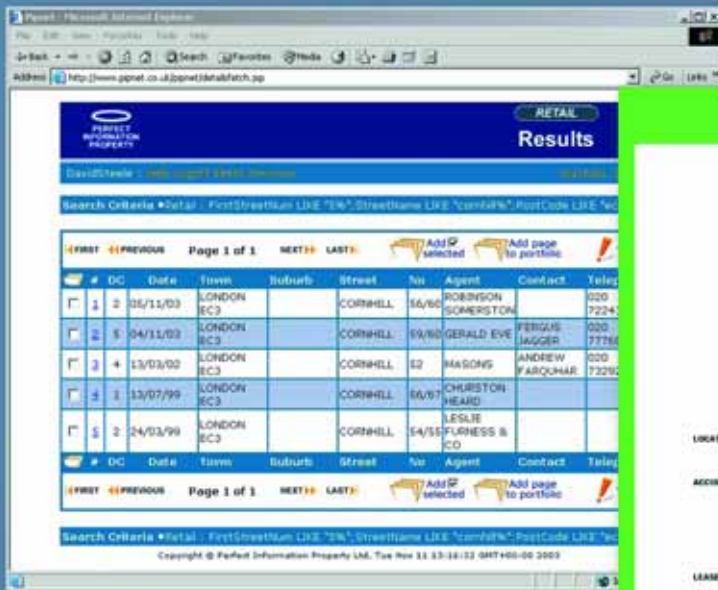 Pipnet - Microsoft Internet Explorer
File Edit View Favorites Tools Help
Back Search Favorites Media
Address http://www.pipnet.co.uk/pipnet/detailsfetch.jsp Go Links
PERFECT
INFORMATION
PROPERTY
RETAIL
Results
DavidSteele
Search Criteria •Retail : FirstStreetNum LIKE "5%"; StreetName LIKE "cornhill%"; PostCode LIKE "ec
FIRST PREVIOUS Page 1 of 1 NEXT LAST Add selected Add page to portfolio
# DC Date Town Suburb Street No Agent Contact Telep
1 2 05/11/03 LONDON EC3 CORNHILL 56/60 ROBINSON SOMERSTON 020
2 5 04/11/03 LONDON EC3 CORNHILL 59/60 GERALD EVE FERGUS JAGGER 020
3 4 13/03/02 LONDON EC3 CORNHILL 52 MASONS ANDREW FARQUHAR 020
4 1 13/07/99 LONDON EC3 CORNHILL 66/67 CHURSTON HEARD
5 2 24/03/99 LONDON EC3 CORNHILL 54/55 LESLIE FURNESS & CO
# DC Date Town Suburb Street No Agent Contact Telep
FIRST PREVIOUS Page 1 of 1 NEXT LAST Add selected Add page to portfolio
Search Criteria •Retail : FirstStreetNum LIKE "5%"; StreetName LIKE "cornhill%"; PostCode LIKE "ec
Copyright @ Perfect Information Property Ltd, Tue Nov 11 13:16:32 GMT+00:00 2003
LOCAT
ACCOM
LEASE